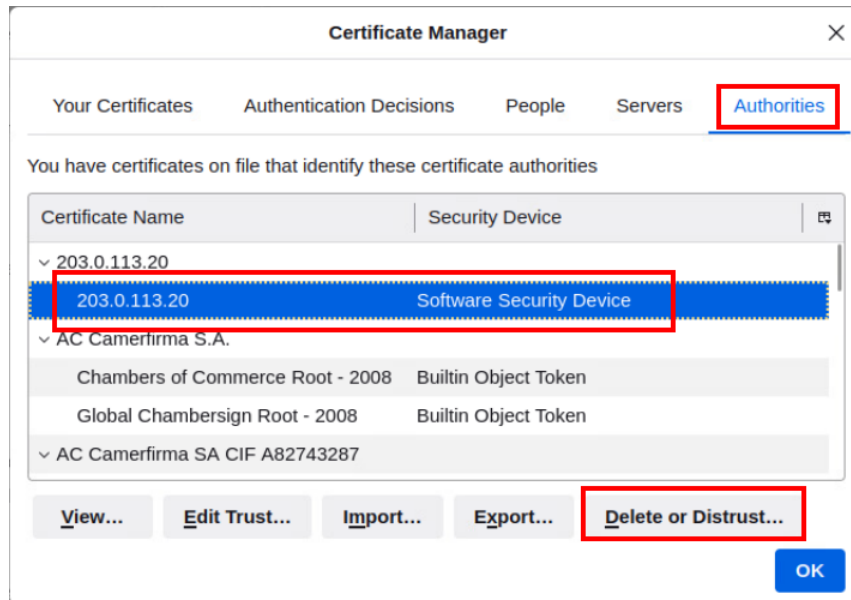 Certificate Manager
Your Certificates Authentication Decisions People Servers Authorities
You have certificates on file that identify these certificate authorities
Certificate Name Security Device
203.0.113.20
203.0.113.20 Software Security Device
AC Camerfirma S.A.
Chambers of Commerce Root - 2008 Builtin Object Token
Global Chambersign Root - 2008 Builtin Object Token
AC Camerfirma SA CIF A82743287
View... Edit Trust... Import... Export... Delete or Distrust...
OK